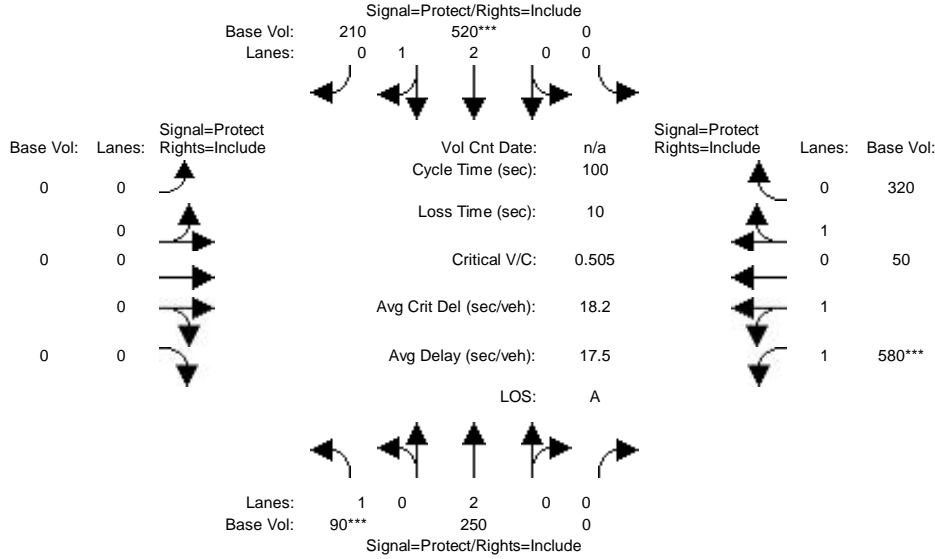 Signal=Protect/Rights=Include
Base Vol: 210 520*** 0
Lanes: 0 1 2 0 0
Signal=Protect
Base Vol: Lanes: Rights=Include
Vol Cnt Date: n/a
Signal=Protect
Rights=Include Lanes: Base Vol:
Cycle Time (sec): 100
0 0
0 320
Loss Time (sec): 10
0
1
0 0
Critical V/C: 0.505
0 50
0
Avg Crit Del (sec/veh): 18.2
1
0 0
Avg Delay (sec/veh): 17.5
1 580***
LOS: A
Lanes: 1 0 2 0 0
Base Vol: 90*** 250 0
Signal=Protect/Rights=Include